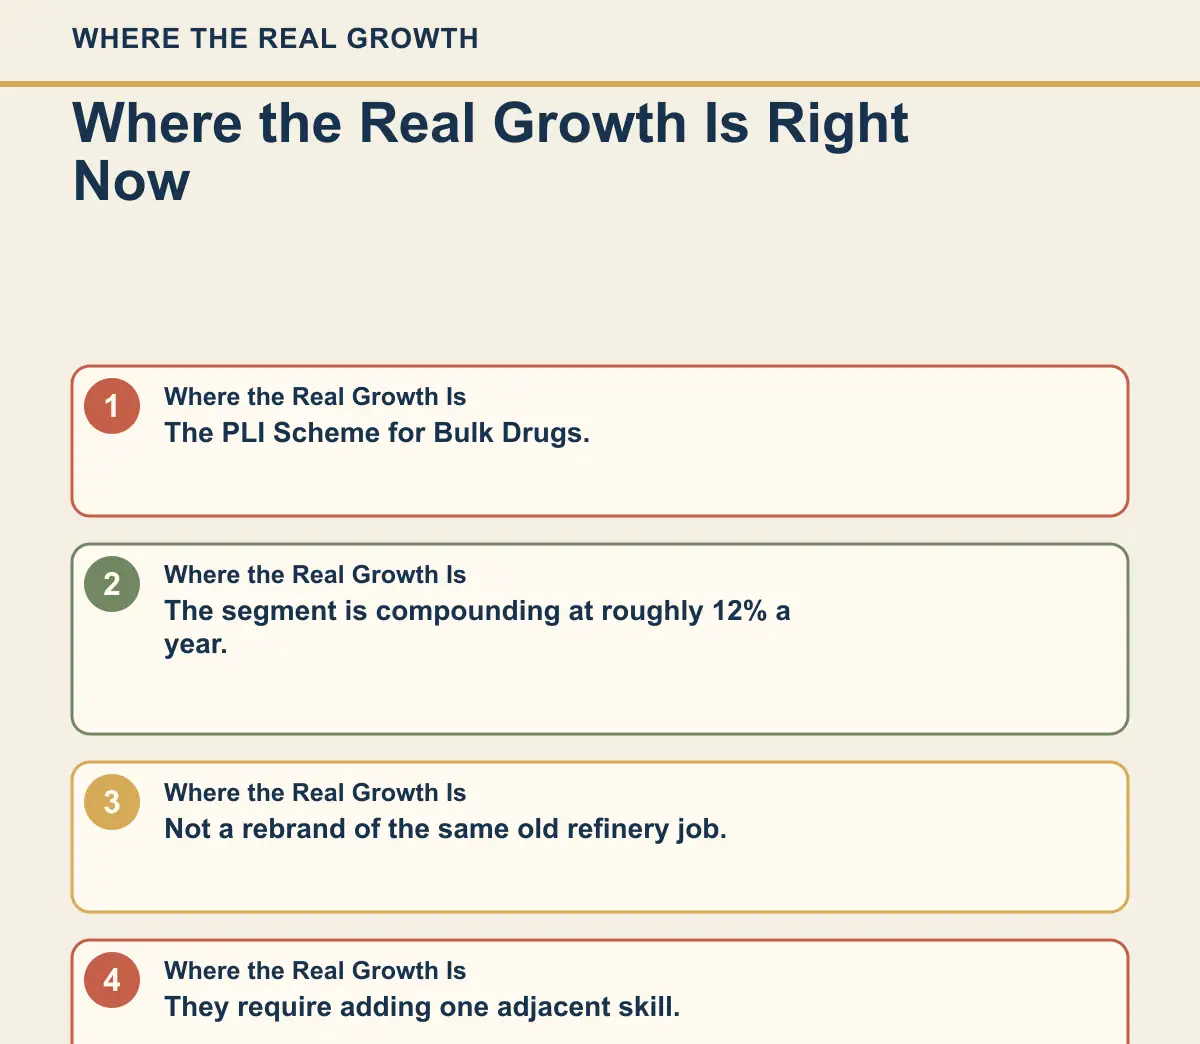 WHERE THE REAL GROWTH
Where the Real Growth Is Right
Now
1
Where the Real Growth Is
The PLI Scheme for Bulk Drugs.
2
Where the Real Growth Is
The segment is compounding at roughly 12% a
year.
3
Where the Real Growth Is
Not a rebrand of the same old refinery job.
4
Where the Real Growth Is
They require adding one adjacent skill.